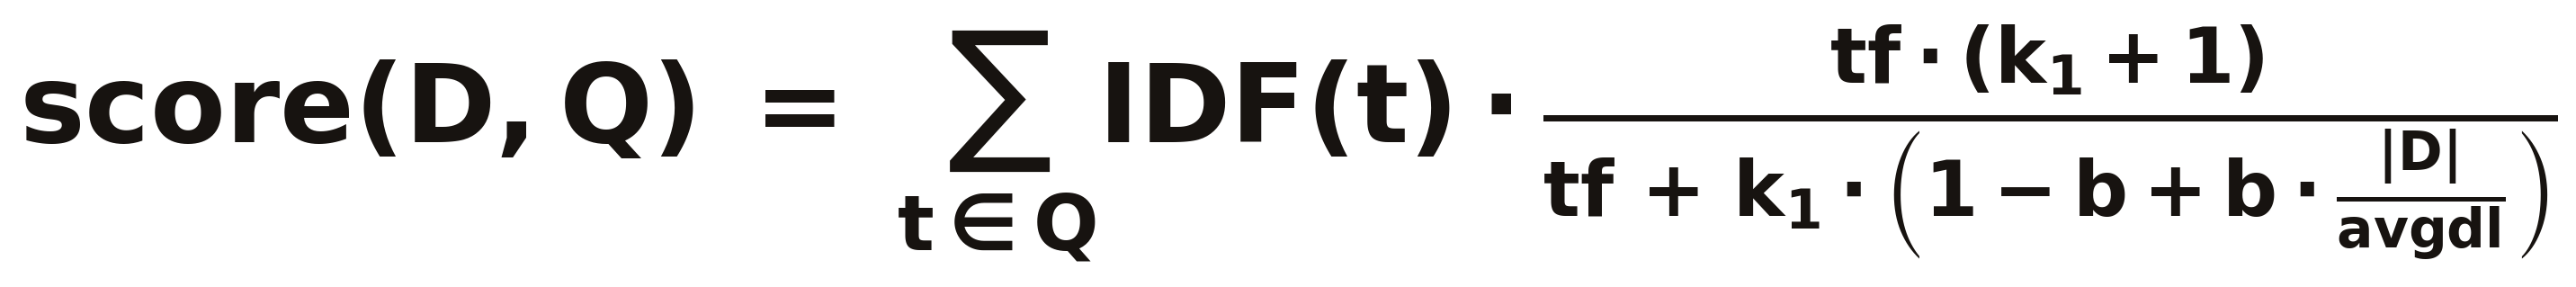 score(D, Q) = ∑ t ∈ Q IDF(t) · tf · (k₁ + 1) / tf + k₁ · (1 − b + b · |D| / avgdl)